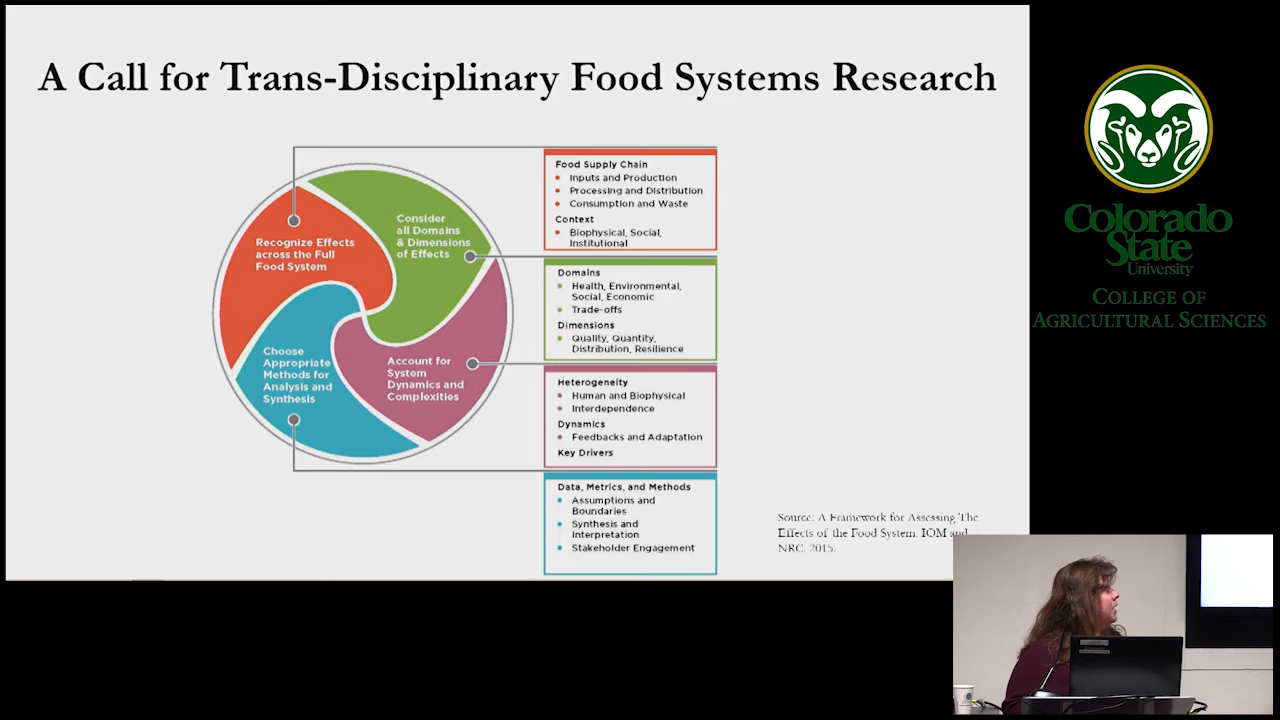 A Call for Trans-Disciplinary Food Systems Research
Recognize Effects
across the Full
Food System
Consider
all Domains
& Dimensions
of Effects
Account for
System
Dynamics and
Complexities
Choose
Appropriate
Methods for
Analysis and
Synthesis
Food Supply Chain
Inputs and Production
Processing and Distribution
Consumption and Waste
Context
Biophysical, Social,
Institutional
Domains
Health, Environmental,
Social, Economic
Trade-offs
Dimensions
Quality, Quantity,
Distribution, Resilience
Heterogeneity
Human and Biophysical
Interdependence
Dynamics
Feedbacks and Adaptation
Key Drivers
Data, Metrics, and Methods
Assumptions and
Boundaries
Synthesis and
Interpretation
Stakeholder Engagement
Source: A Framework for Assessing The
Effects of the Food System. IOM and
NRC. 2015.
Colorado
State
University
COLLEGE OF
AGRICULTURAL SCIENCES